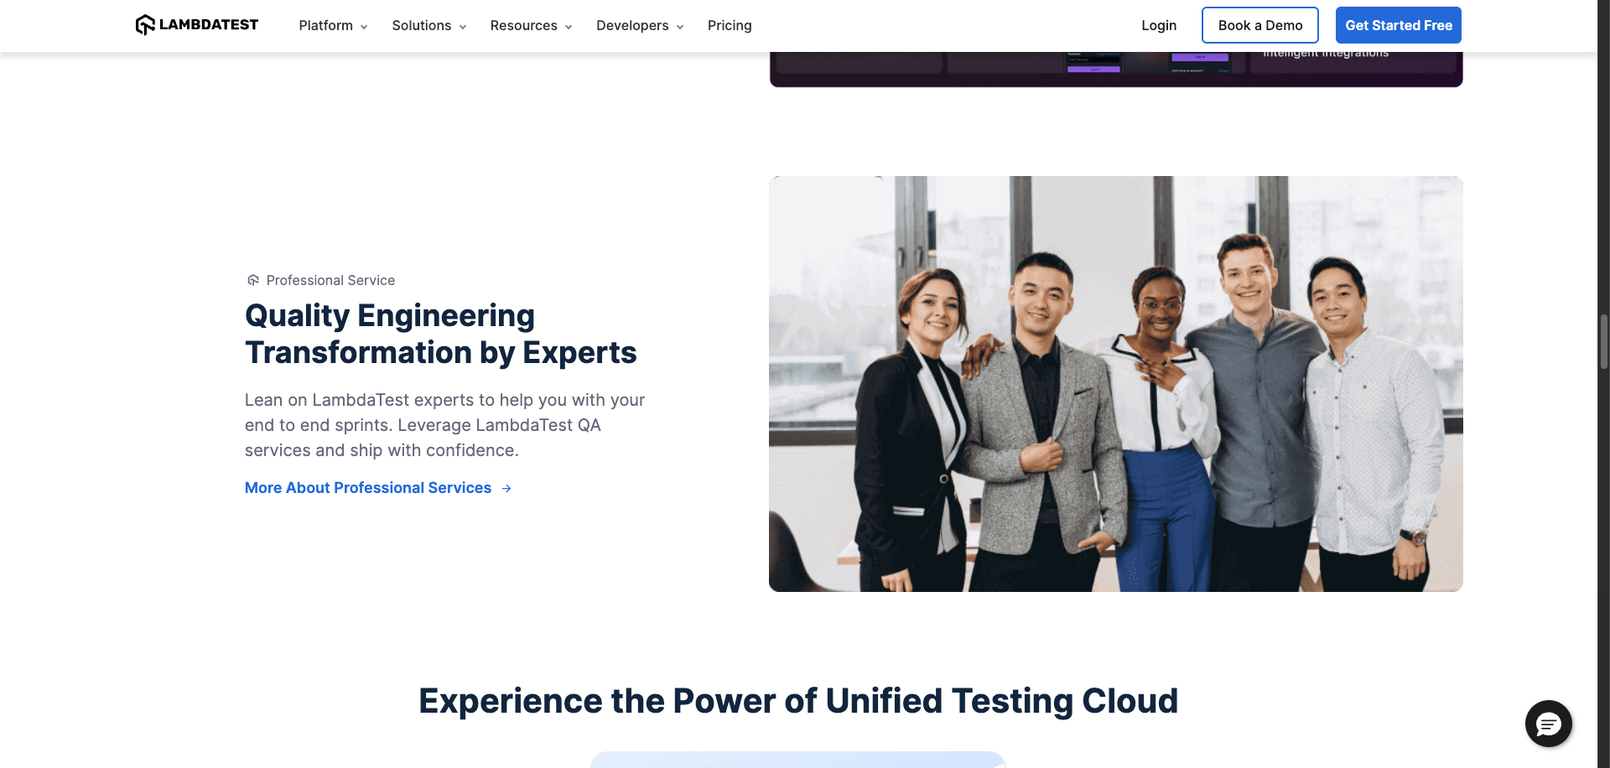 LAMBDATEST
Platform
Solutions
Resources
Developers
Pricing
Login
Book a Demo
Get Started Free
Intelligent Integrations
Professional Service
Quality Engineering
Transformation by Experts
Lean on LambdaTest experts to help you with your
end to end sprints. Leverage LambdaTest QA
services and ship with confidence.
More About Professional Services →
Experience the Power of Unified Testing Cloud